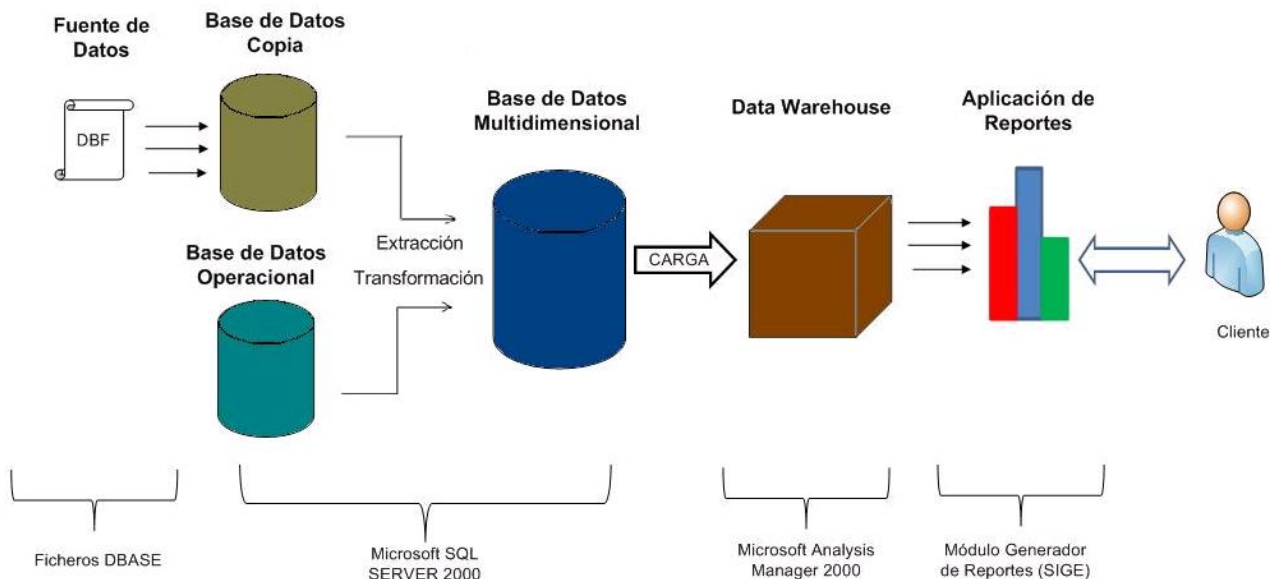 Fuente de
Datos
Base de Datos
Copia
DBF
Base de Datos
Operacional
Extracción
Transformación
Base de Datos
Multidimensional
CARGA
Data Warehouse
Aplicación de
Reportes
Cliente
Ficheros DBASE
Microsoft SQL
SERVER 2000
Microsoft Analysis
Manager 2000
Módulo Generador
de Reportes (SIGE)